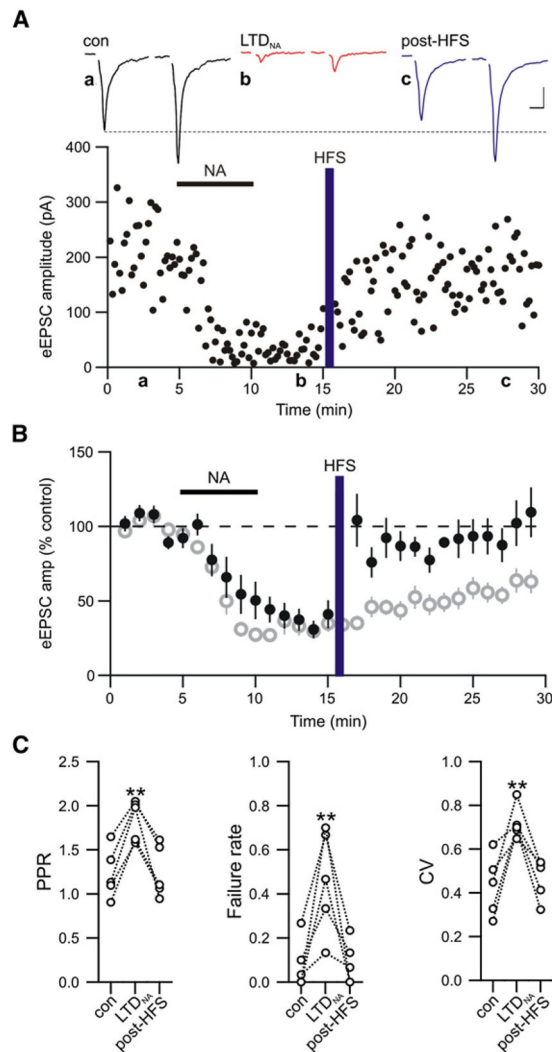 A
con LTD_NA post-HFS
a b c
NA HFS
400
300
200
100
0
eEPSC amplitude (pA)
a b c
0 5 10 15 20 25 30
Time (min)
B
150
100
50
0
eEPSC amp (% control)
NA HFS
0 5 10 15 20 25 30
Time (min)
C
2.5
2.0
1.5
1.0
0.5
0.0
PPR
**
con LTD_NA post-HFS
1.0
0.8
0.6
0.4
0.2
0.0
Failure rate
**
con LTD_NA post-HFS
1.0
0.8
0.6
0.4
0.2
0.0
CV
**
con LTD_NA post-HFS